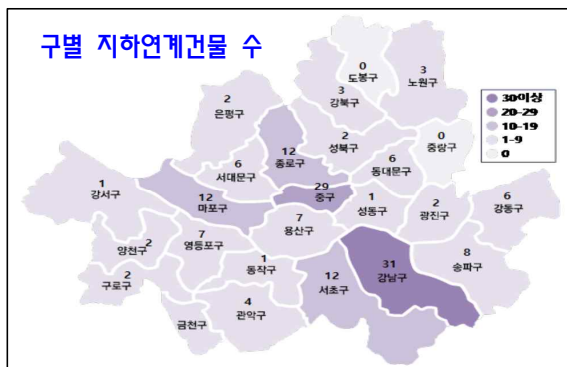 구별 지하연계건물 수
0
도봉구
3
노원구
3
강북구
2
은평구
2
성북구
0
중랑구
12
종로구
6
서대문구
6
동대문구
1
강서구
12
마포구
29
중구
1
성동구
2
광진구
6
강동구
7
용산구
2
양천구
7
영등포구
8
송파구
1
동작구
31
강남구
12
서초구
2
구로구
4
관악구
금천구
30이상
20-29
10-19
1-9
0